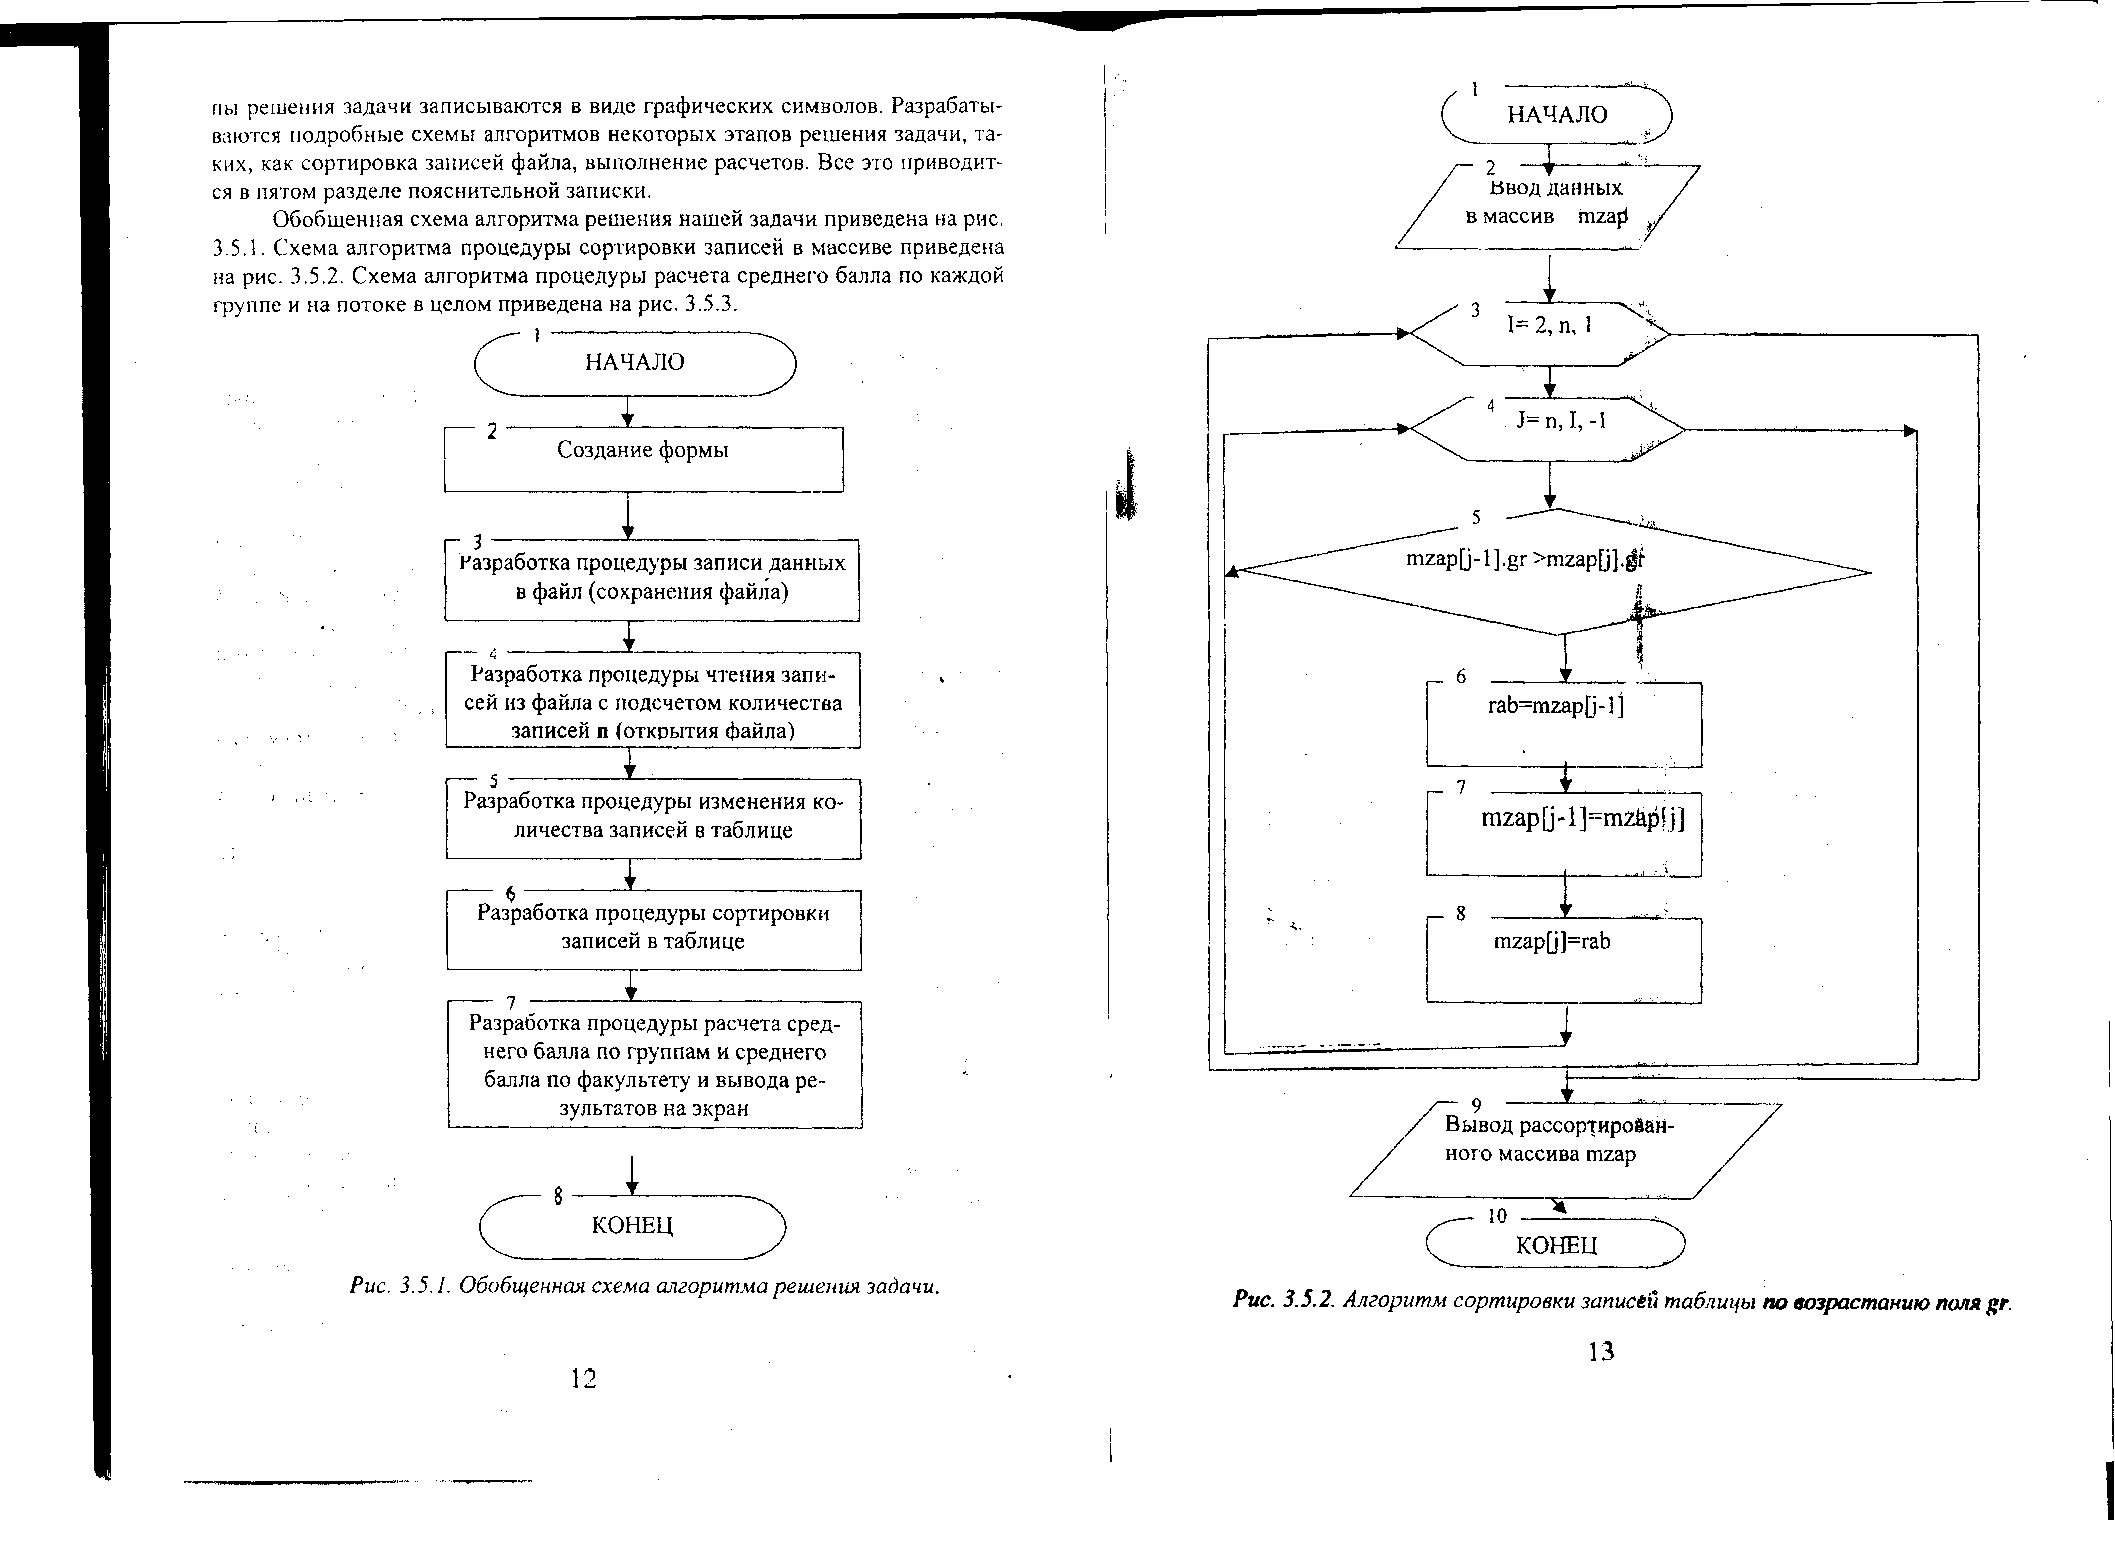 пы решения задачи записываются в виде графических символов. Разрабаты-
ваются подробные схемы алгоритмов некоторых этапов решения задачи, та-
ких, как сортировка записей файла, выполнение расчетов. Все это приводит-
ся в пятом разделе пояснительной записки.
Обобщенная схема алгоритма решения нашей задачи приведена на рис.
3.5.1. Схема алгоритма процедуры сортировки записей в массиве приведена
на рис. 3.5.2. Схема алгоритма процедуры расчета среднего балла по каждой
группе и на потоке в целом приведена на рис. 3.5.3.
1
НАЧАЛО
2
Создание формы
3
Разработка процедуры записи данных
в файл (сохранения файла)
4
Разработка процедуры чтения запи-
сей из файла с подсчетом количества
записей n (открытия файла)
5
Разработка процедуры изменения ко-
личества записей в таблице
6
Разработка процедуры сортировки
записей в таблице
7
Разработка процедуры расчета сред-
него балла по группам и среднего
балла по факультету и вывода ре-
зультатов на экран
8
КОНЕЦ
Рис. 3.5.1. Обобщенная схема алгоритма решения задачи.
12
1
НАЧАЛО
2
Ввод данных
в массив mzap
3
I= 2, n, 1
4
J= n, I, -1
5
mzap[j-1].gr >mzap[j].gr
6
rab=mzap[j-1]
7
mzap[j-1]=mzap[j]
8
mzap[j]=rab
9
Вывод рассортирован-
ного массива mzap
10
КОНЕЦ
Рис. 3.5.2. Алгоритм сортировки записей таблицы по возрастанию поля gr.
13